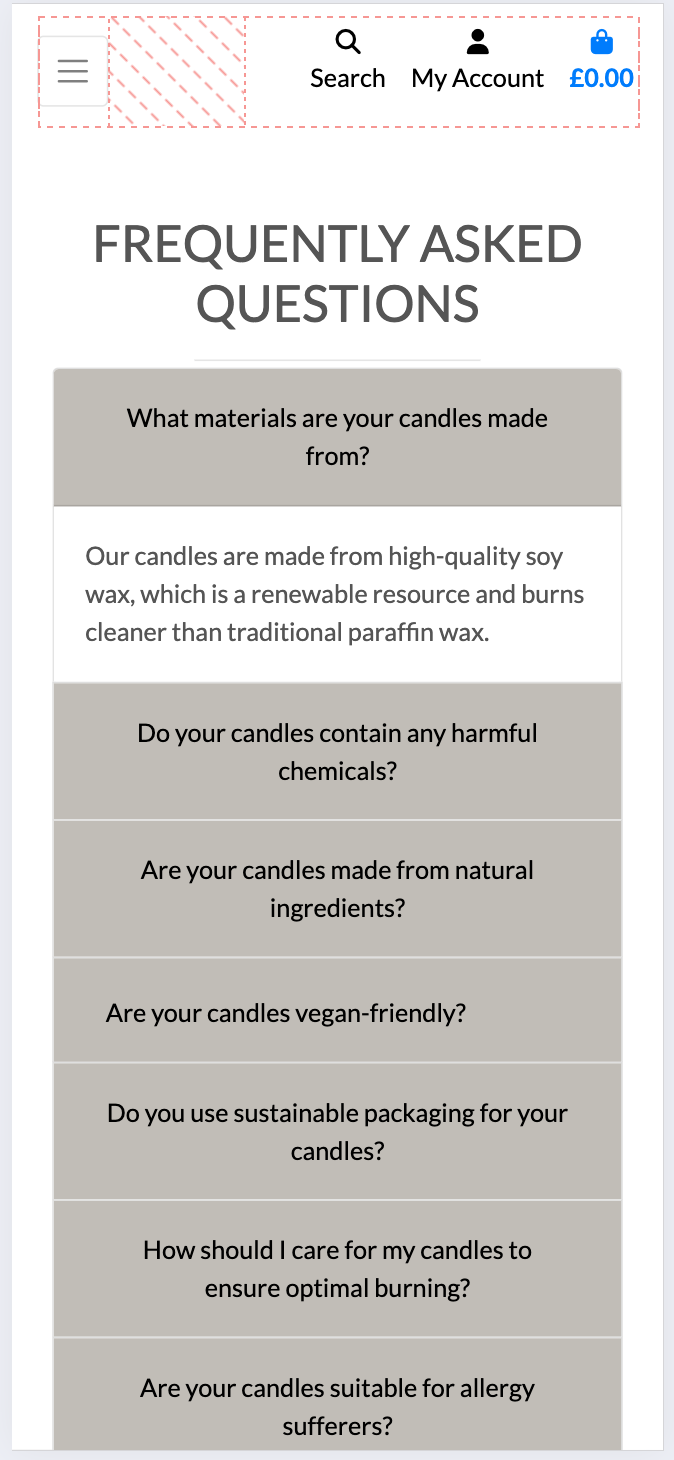 Search My Account £0.00
FREQUENTLY ASKED
QUESTIONS
What materials are your candles made
from?
Our candles are made from high-quality soy
wax, which is a renewable resource and burns
cleaner than traditional paraffin wax.
Do your candles contain any harmful
chemicals?
Are your candles made from natural
ingredients?
Are your candles vegan-friendly?
Do you use sustainable packaging for your
candles?
How should I care for my candles to
ensure optimal burning?
Are your candles suitable for allergy
sufferers?